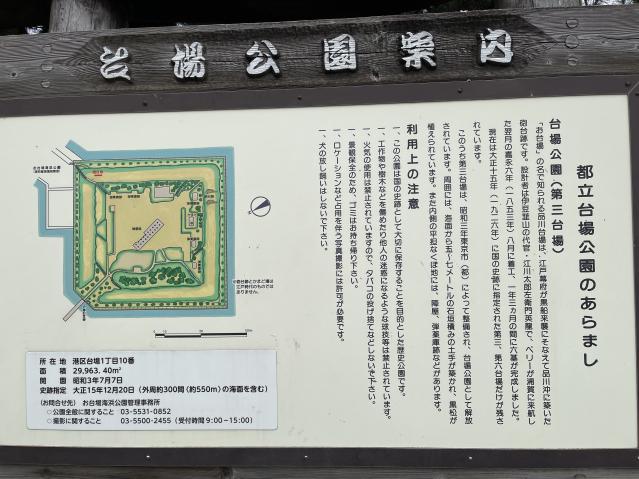 台場公園案内
都立台場公園のあらまし
台場公園(第三台場)
「お台場」の名で知られる品川台場は、江戸幕府が黒船来襲にそなえて品川沖に築いた
砲台跡です。設計者は伊豆韮山の代官・江川太郎左衛門英龍で、ペリーが浦賀に来航し
た翌月の嘉永六年(一八五三年)八月に着工、一年三ヵ月の間に六基が完成しました。
現在は大正十五年(一九二六年)に国の史跡に指定された第三、第六台場だけが残さ
れています。
このうち第三台場は、昭和三年東京市(都)によって整備され、台場公園として解放
されています。周囲には、海面から五~七メートルの石垣積みの土手が築かれ、黒松が
植えられています。また内側の平坦なくぼ地には、陣屋、弾薬庫跡などがあります。
利用上の注意
一、この公園は国の史跡として大切に保存することを目的とした歴史公園です。
一、工作物や樹木などを傷めたり他人の迷惑になるような球技等は禁止されています。
一、火気の使用は禁止されていますので、タバコの投げ捨てなどしないで下さい。
一、景観保全のため、ゴミはお持ち帰り下さい。
一、ロケーションなど占用を伴う写真撮影には許可が必要です。
一、犬の放し飼いはしないで下さい。
所在地 港区台場1丁目10番
面積 29,963.40m²
開園 昭和3年7月7日
史跡指定 大正15年12月20日(外周約300間(約550m)の海面を含む)
(お問合せ先) お台場海浜公園管理事務所
○公園全般に関すること 03-5531-0852
○撮影に関すること 03-5500-2455(受付時間9:00~15:00)